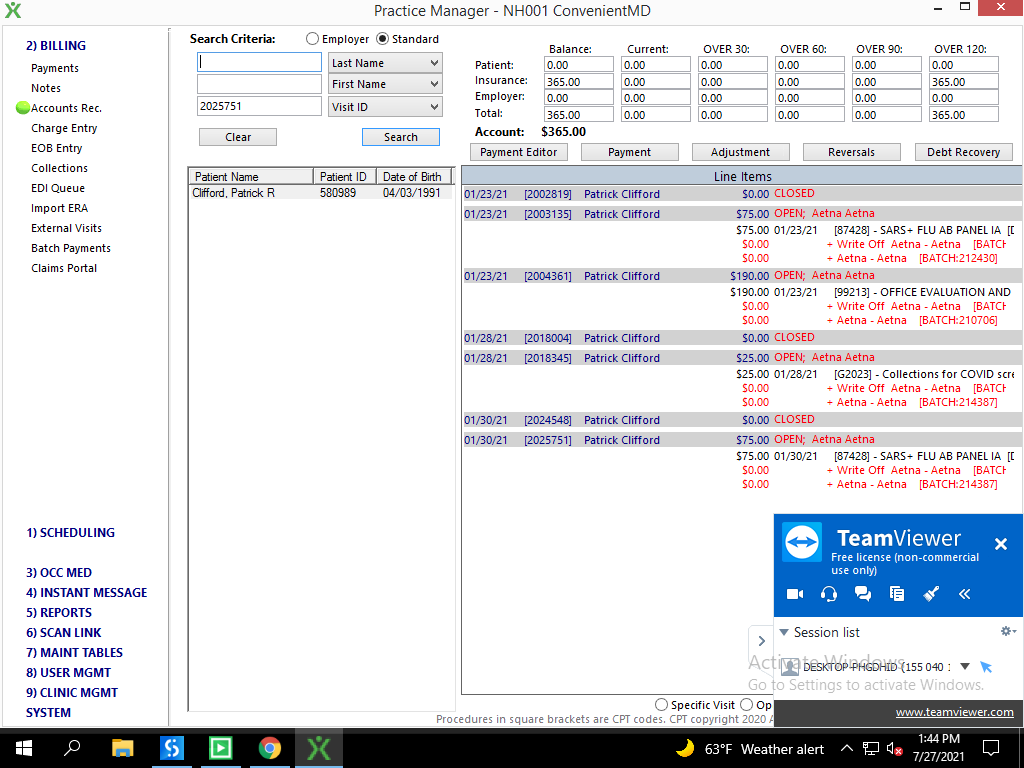 Practice Manager - NH001 ConvenientMD
2) BILLING
Payments
Notes
Accounts Rec.
Charge Entry
EOB Entry
Collections
EDI Queue
Import ERA
External Visits
Batch Payments
Claims Portal
1) SCHEDULING
3) OCC MED
4) INSTANT MESSAGE
5) REPORTS
6) SCAN LINK
7) MAINT TABLES
8) USER MGMT
9) CLINIC MGMT
SYSTEM
Search Criteria: Employer Standard
Last Name
First Name
2025751 Visit ID
Clear Search
Balance: Current: OVER 30: OVER 60: OVER 90: OVER 120:
Patient: 0.00 0.00 0.00 0.00 0.00 0.00
Insurance: 365.00 0.00 0.00 0.00 0.00 365.00
Employer: 0.00 0.00 0.00 0.00 0.00 0.00
Total: 365.00 0.00 0.00 0.00 0.00 365.00
Account: $365.00
Payment Editor Payment Adjustment Reversals Debt Recovery
Patient Name Patient ID Date of Birth
Clifford, Patrick R 580989 04/03/1991
Line Items
01/23/21 [2002819] Patrick Clifford $0.00 CLOSED
01/23/21 [2003135] Patrick Clifford $75.00 OPEN; Aetna Aetna
$75.00 01/23/21 [87428] - SARS+ FLU AB PANEL IA [D
$0.00 + Write Off Aetna - Aetna [BATCH
$0.00 + Aetna - Aetna [BATCH:212430]
01/23/21 [2004361] Patrick Clifford $190.00 OPEN; Aetna Aetna
$190.00 01/23/21 [99213] - OFFICE EVALUATION AND
$0.00 + Write Off Aetna - Aetna [BATCH
$0.00 + Aetna - Aetna [BATCH:210706]
01/28/21 [2018004] Patrick Clifford $0.00 CLOSED
01/28/21 [2018345] Patrick Clifford $25.00 OPEN; Aetna Aetna
$25.00 01/28/21 [G2023] - Collections for COVID scre
$0.00 + Write Off Aetna - Aetna [BATCH
$0.00 + Aetna - Aetna [BATCH:214387]
01/30/21 [2024548] Patrick Clifford $0.00 CLOSED
01/30/21 [2025751] Patrick Clifford $75.00 OPEN; Aetna Aetna
$75.00 01/30/21 [87428] - SARS+ FLU AB PANEL IA [D
$0.00 + Write Off Aetna - Aetna [BATCH
$0.00 + Aetna - Aetna [BATCH:214387]
TeamViewer
Free license (non-commercial
use only)
Session list
DESKTOP-PHGDH1D (155 040
Activate Windows
Go to Settings to activate Windows.
www.teamviewer.com
Specific Visit Op
Procedures in square brackets are CPT codes. CPT copyright 2020 A
63°F Weather alert
1:44 PM
7/27/2021